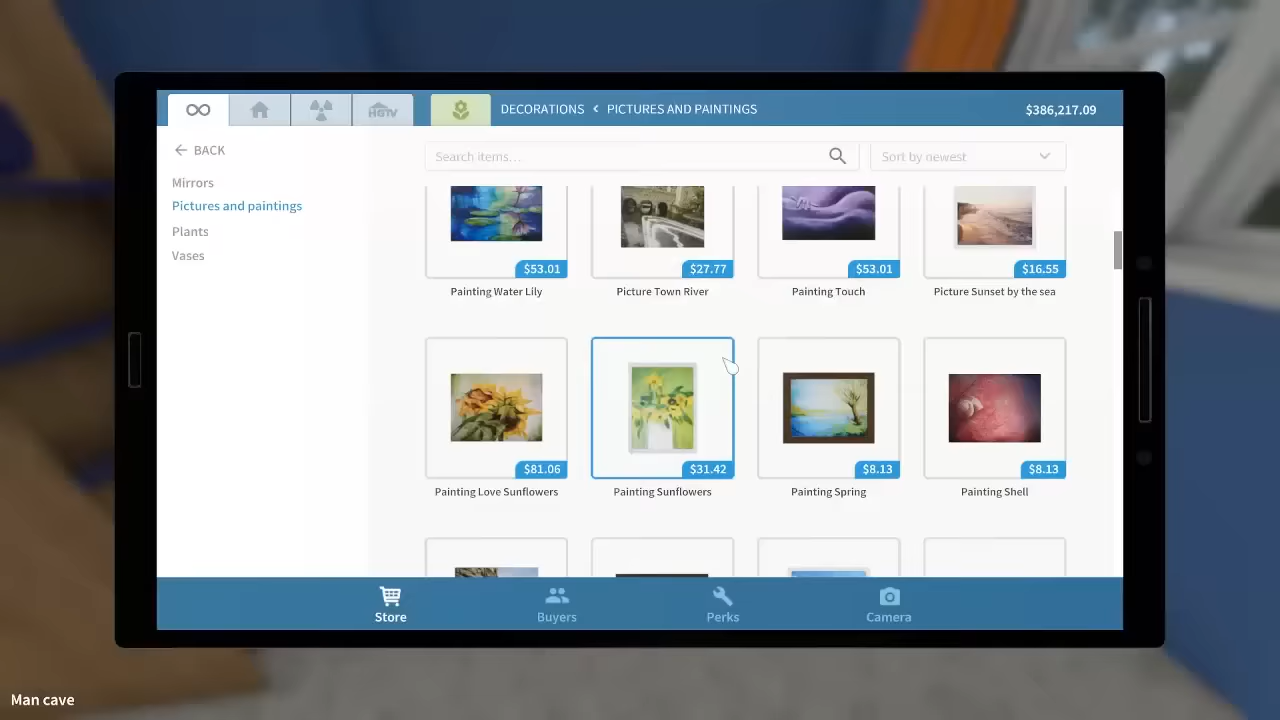 HGTV
DECORATIONS < PICTURES AND PAINTINGS
$386,217.09
BACK
Search items...
Sort by newest
Mirrors
Pictures and paintings
Plants
Vases
$53.01
$27.77
$53.01
$16.55
Painting Water Lily
Picture Town River
Painting Touch
Picture Sunset by the sea
$81.06
$31.42
$8.13
$8.13
Painting Love Sunflowers
Painting Sunflowers
Painting Spring
Painting Shell
Store
Buyers
Perks
Camera
Man cave